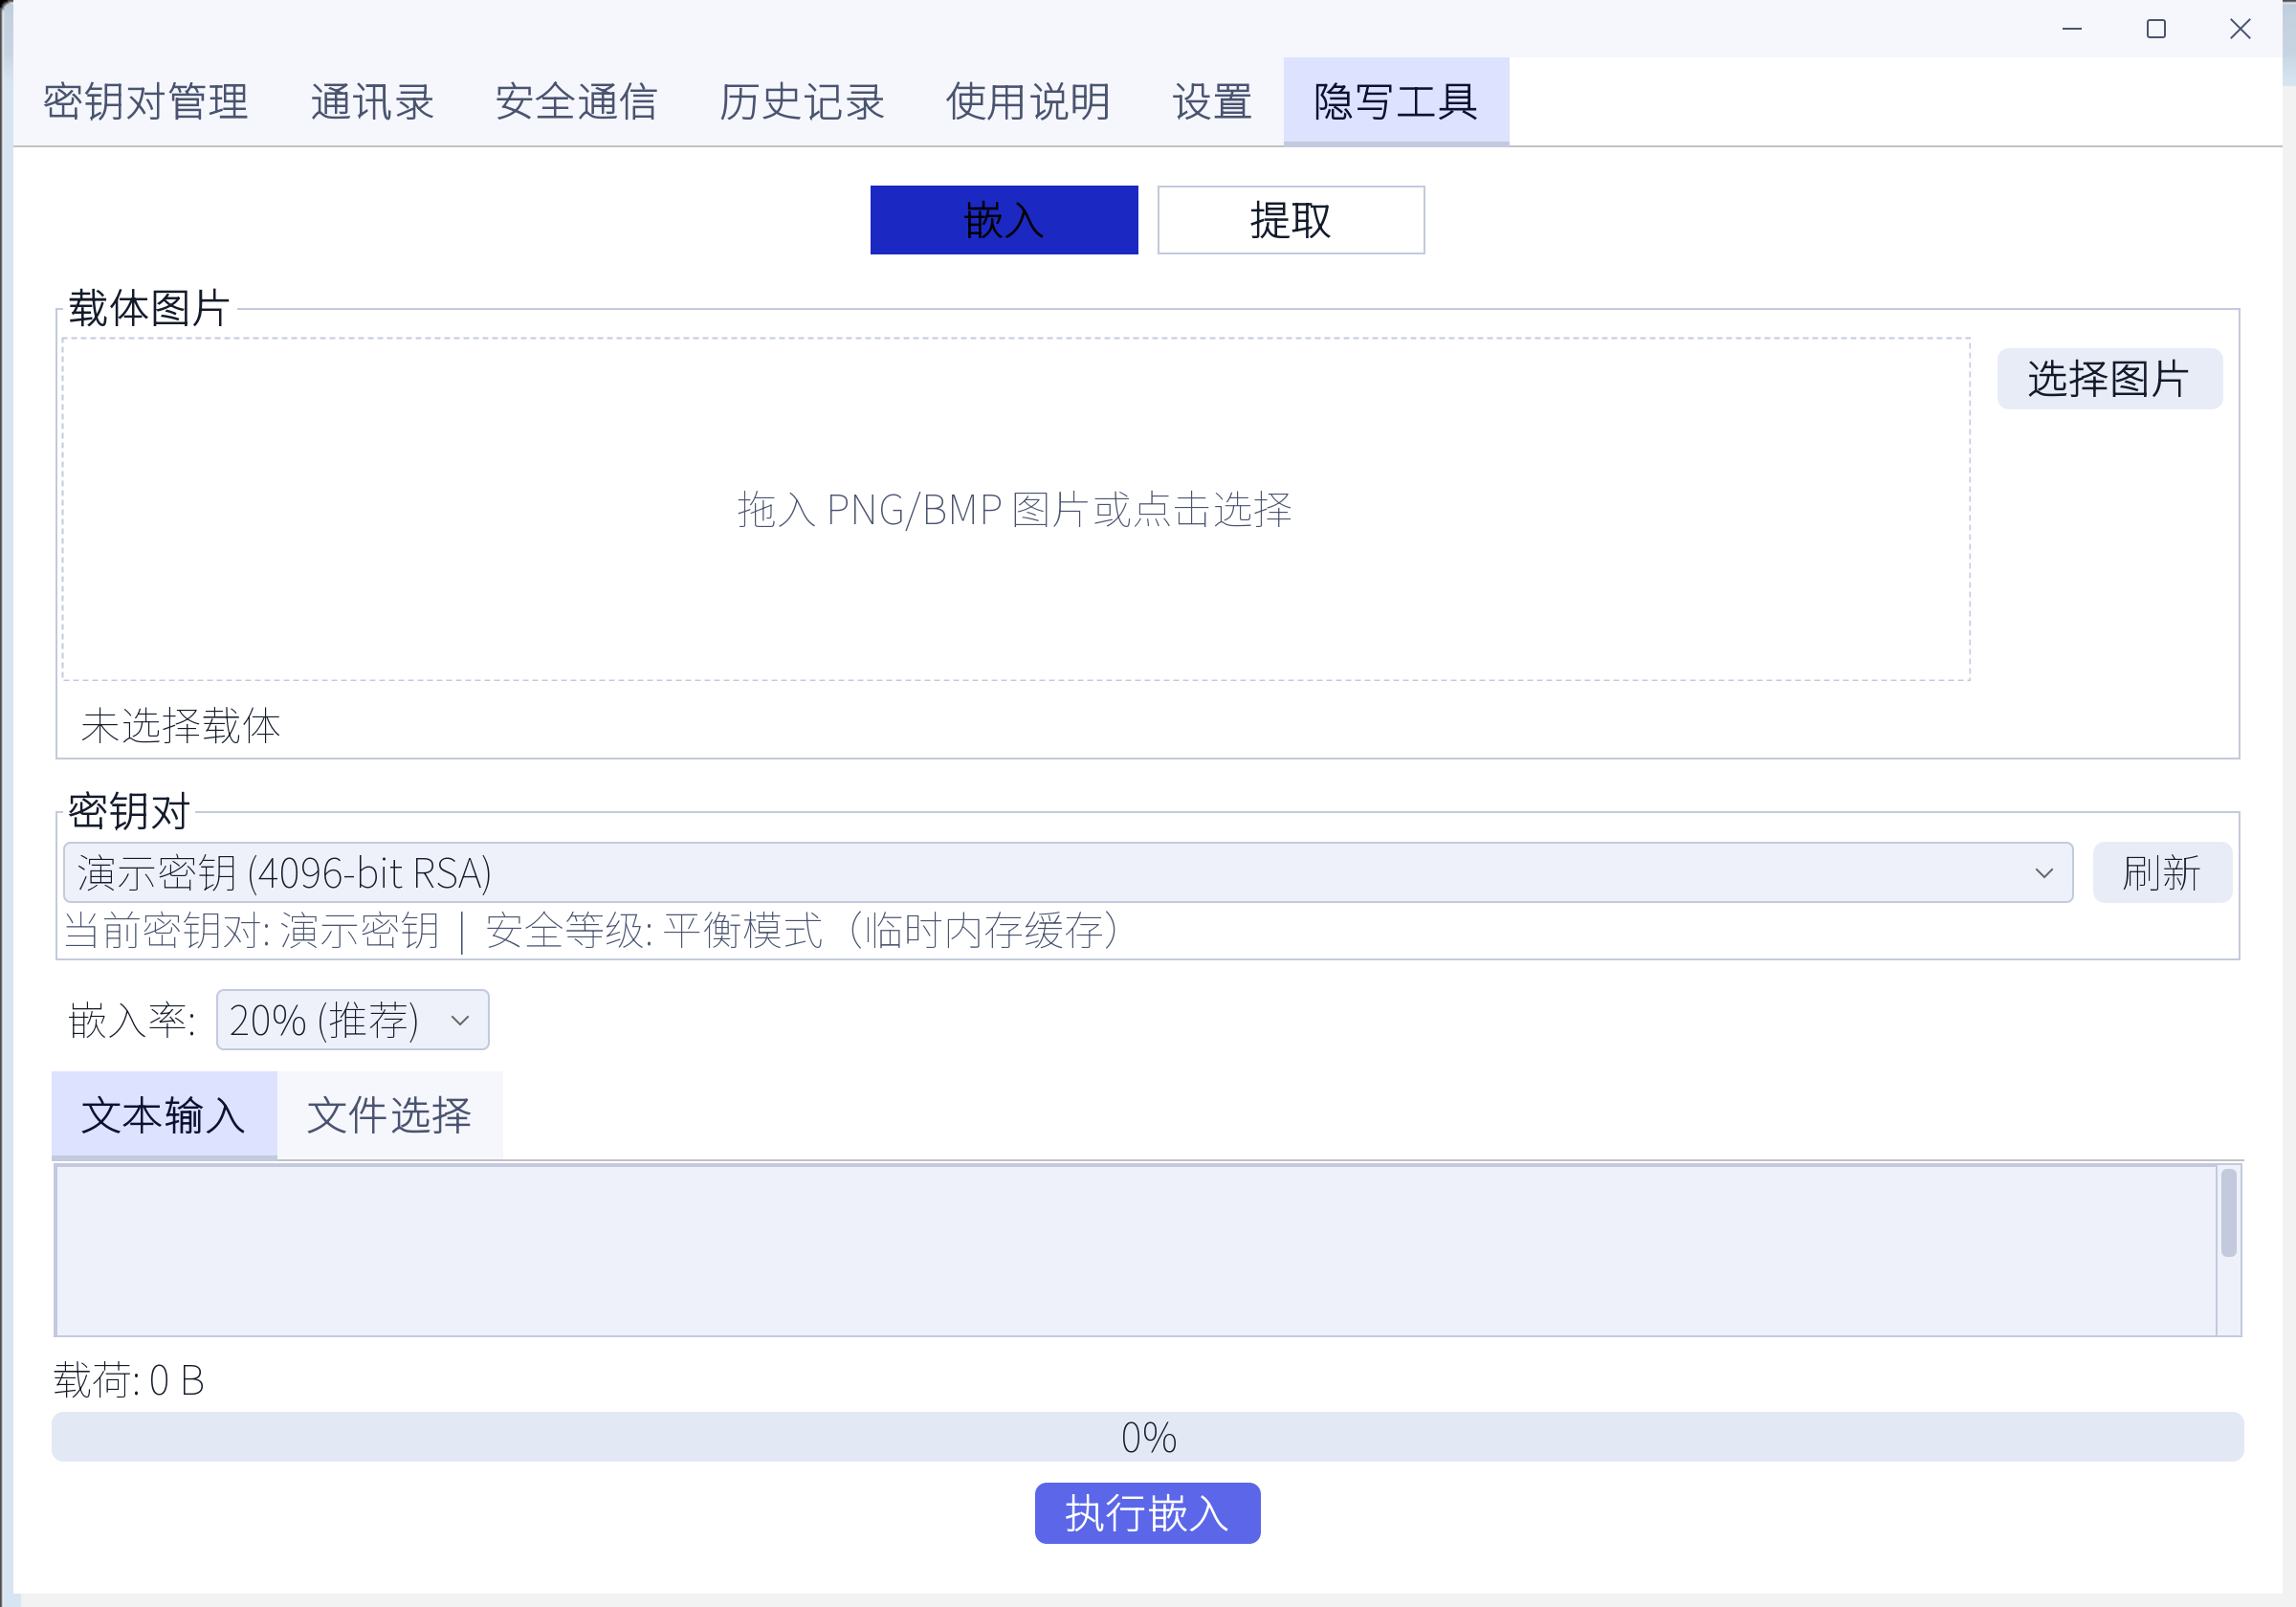 密钥对管理 通讯录 安全通信 历史记录 使用说明 设置 隐写工具
嵌入 提取
载体图片
选择图片
拖入 PNG/BMP 图片或点击选择
未选择载体
密钥对
演示密钥 (4096-bit RSA) 刷新
当前密钥对: 演示密钥 | 安全等级: 平衡模式（临时内存缓存）
嵌入率: 20% (推荐)
文本输入 文件选择
载荷: 0 B
0%
执行嵌入